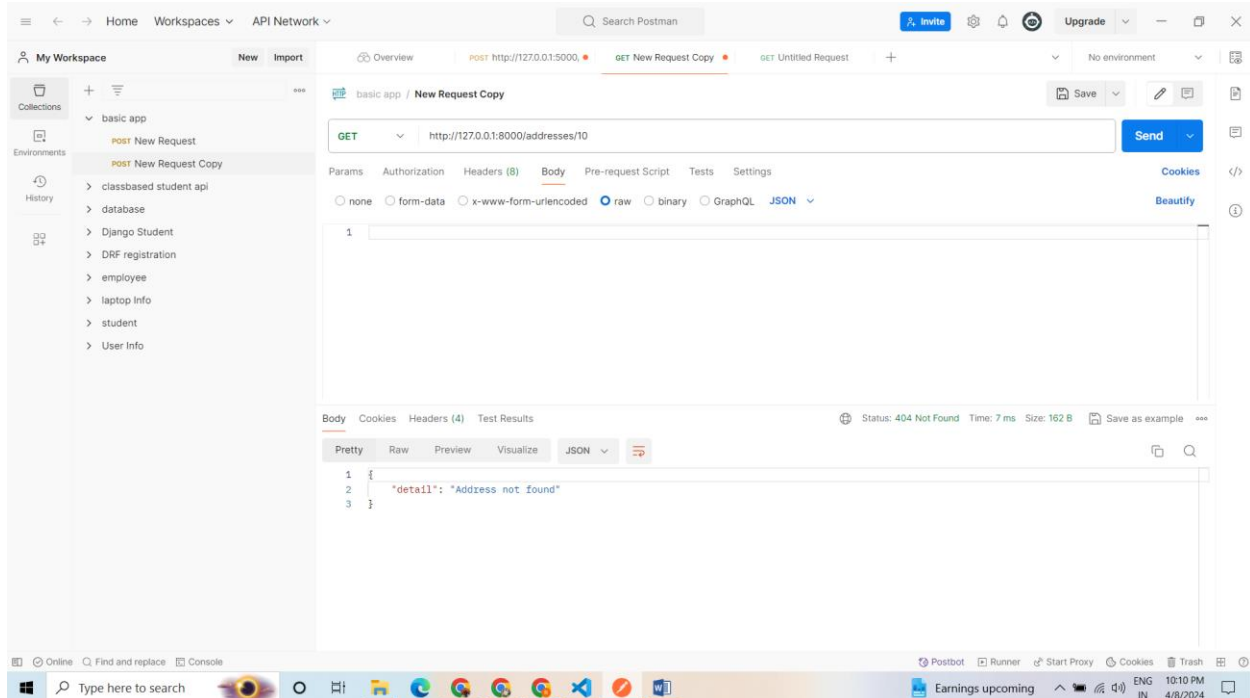 Home Workspaces API Network Search Postman Invite Upgrade
My Workspace New Import Overview POST http://127.0.0.1:5000, GET New Request Copy GET Untitled Request No environment
Collections
Environments
History
basic app
POST New Request
POST New Request Copy
classbased student api
database
Django Student
DRF registration
employee
laptop Info
student
User Info
HTTP basic app / New Request Copy Save
GET http://127.0.0.1:8000/addresses/10 Send
Params Authorization Headers (8) Body Pre-request Script Tests Settings Cookies
none form-data x-www-form-urlencoded raw binary GraphQL JSON Beautify
1
Body Cookies Headers (4) Test Results Status: 404 Not Found Time: 7 ms Size: 162 B Save as example
Pretty Raw Preview Visualize JSON
1 {
2 "detail": "Address not found"
3 }
Online Find and replace Console Postbot Runner Start Proxy Cookies Trash
Type here to search Earnings upcoming ENG IN 10:10 PM 4/8/2024